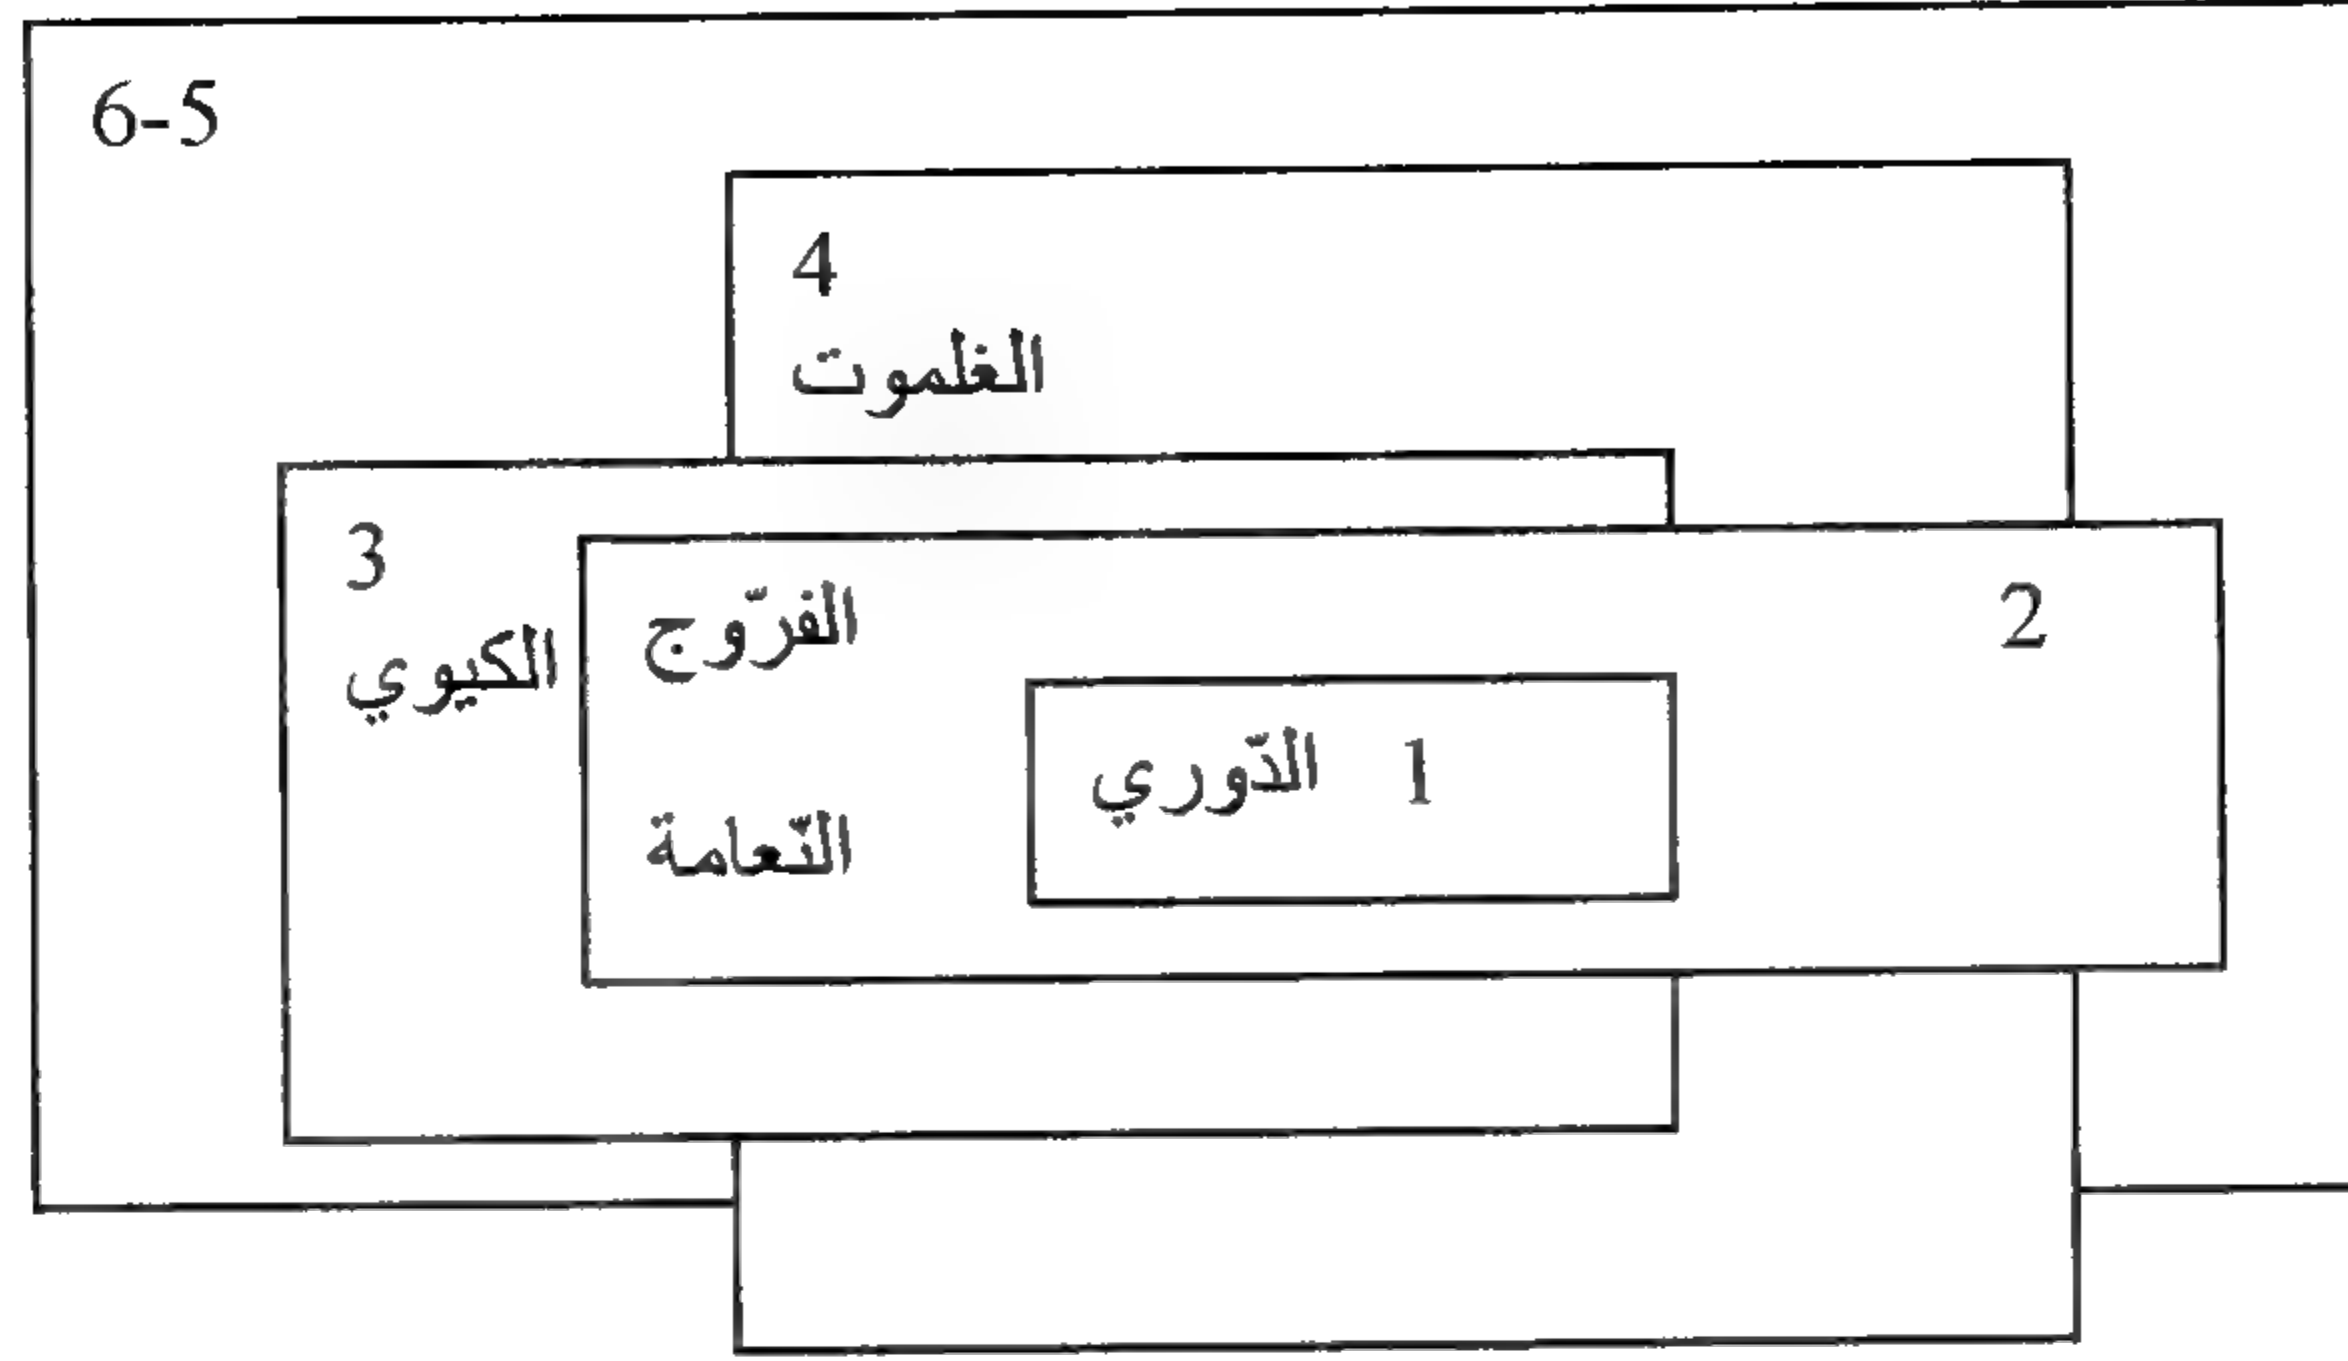 6-5
4
الغلموت
3
الكيوي
2
الفرّوج
1 الدّوري
النّعامة